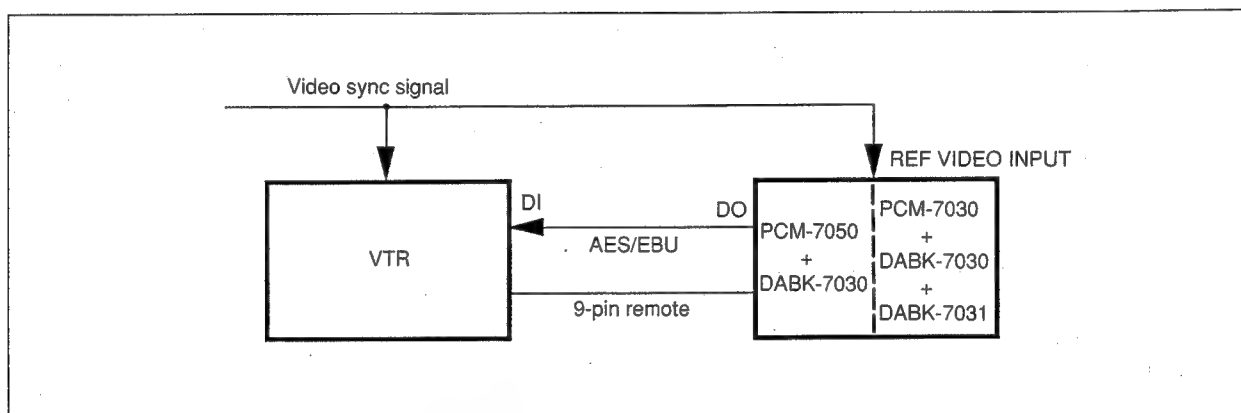 Video sync signal
REF VIDEO INPUT
VTR
DI
AES/EBU
DO
9-pin remote
PCM-7050
+
DABK-7030
PCM-7030
+
DABK-7030
+
DABK-7031